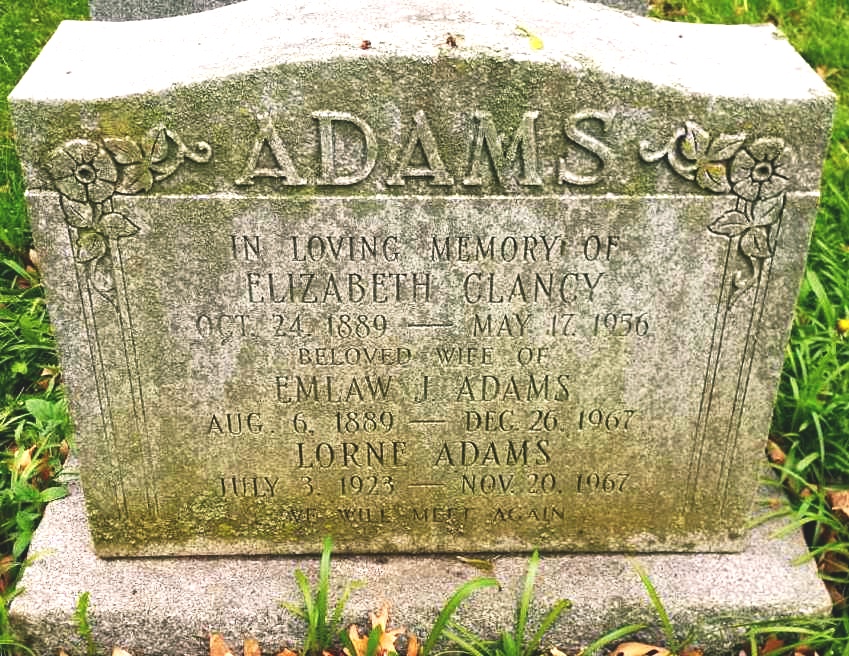 ADAMS
IN LOVING MEMORY OF
ELIZABETH CLANCY
OCT. 24, 1889 — MAY 17, 1956
BELOVED WIFE OF
EMLAW J. ADAMS
AUG. 6, 1889 — DEC. 26, 1967
LORNE ADAMS
JULY 3, 1923 — NOV. 20, 1967
WE WILL MEET AGAIN